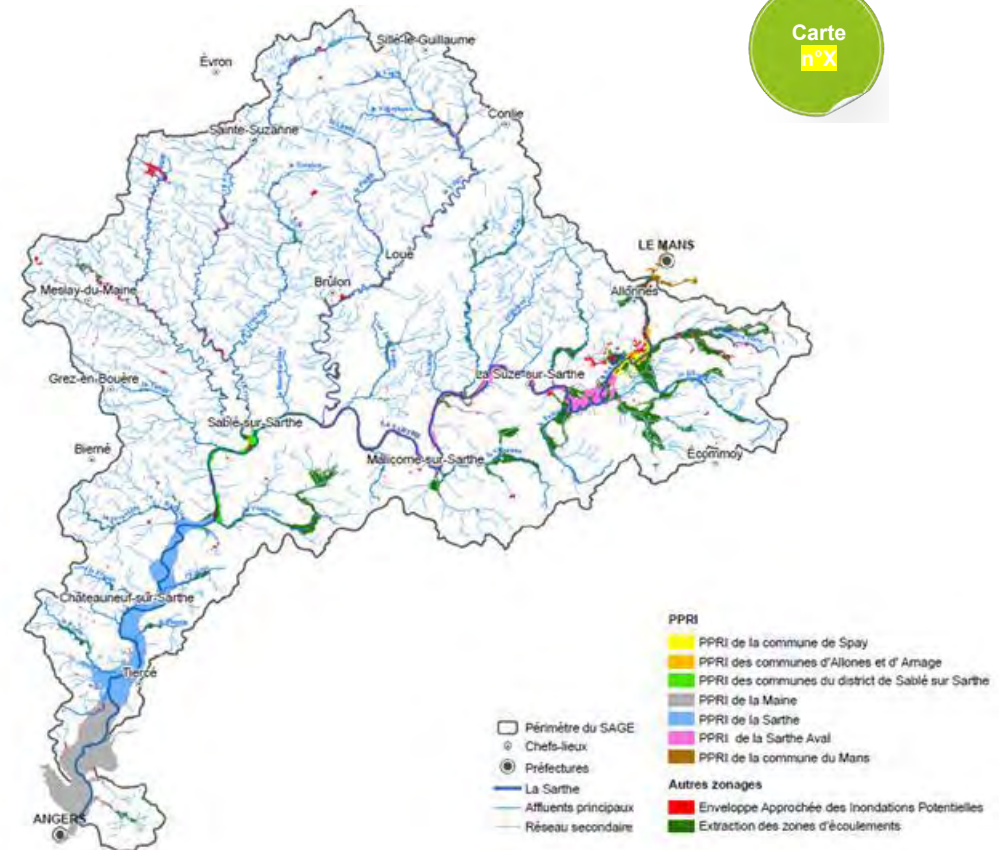 Carte
n°X
Sillé-le-Guillaume
Évron
Conlie
Sainte-Suzanne
LE MANS
Loué
Allonnes
Brûlon
Meslay-du-Maine
La Suze-sur-Sarthe
Grez-en-Bouère
Sablé-sur-Sarthe
LA SARTHE
Bierné
Malicorne-sur-Sarthe
Écommoy
Châteauneuf-sur-Sarthe
Tiercé
ANGERS
Périmètre du SAGE
Chefs-lieux
Préfectures
La Sarthe
Affluents principaux
Réseau secondaire
PPRI
PPRI de la commune de Spay
PPRI des communes d'Allones et d' Arnage
PPRI des communes du district de Sablé sur Sarthe
PPRI de la Maine
PPRI de la Sarthe
PPRI de la Sarthe Aval
PPRI de la commune du Mans
Autres zonages
Enveloppe Approchée des Inondations Potentielles
Extraction des zones d'écoulements